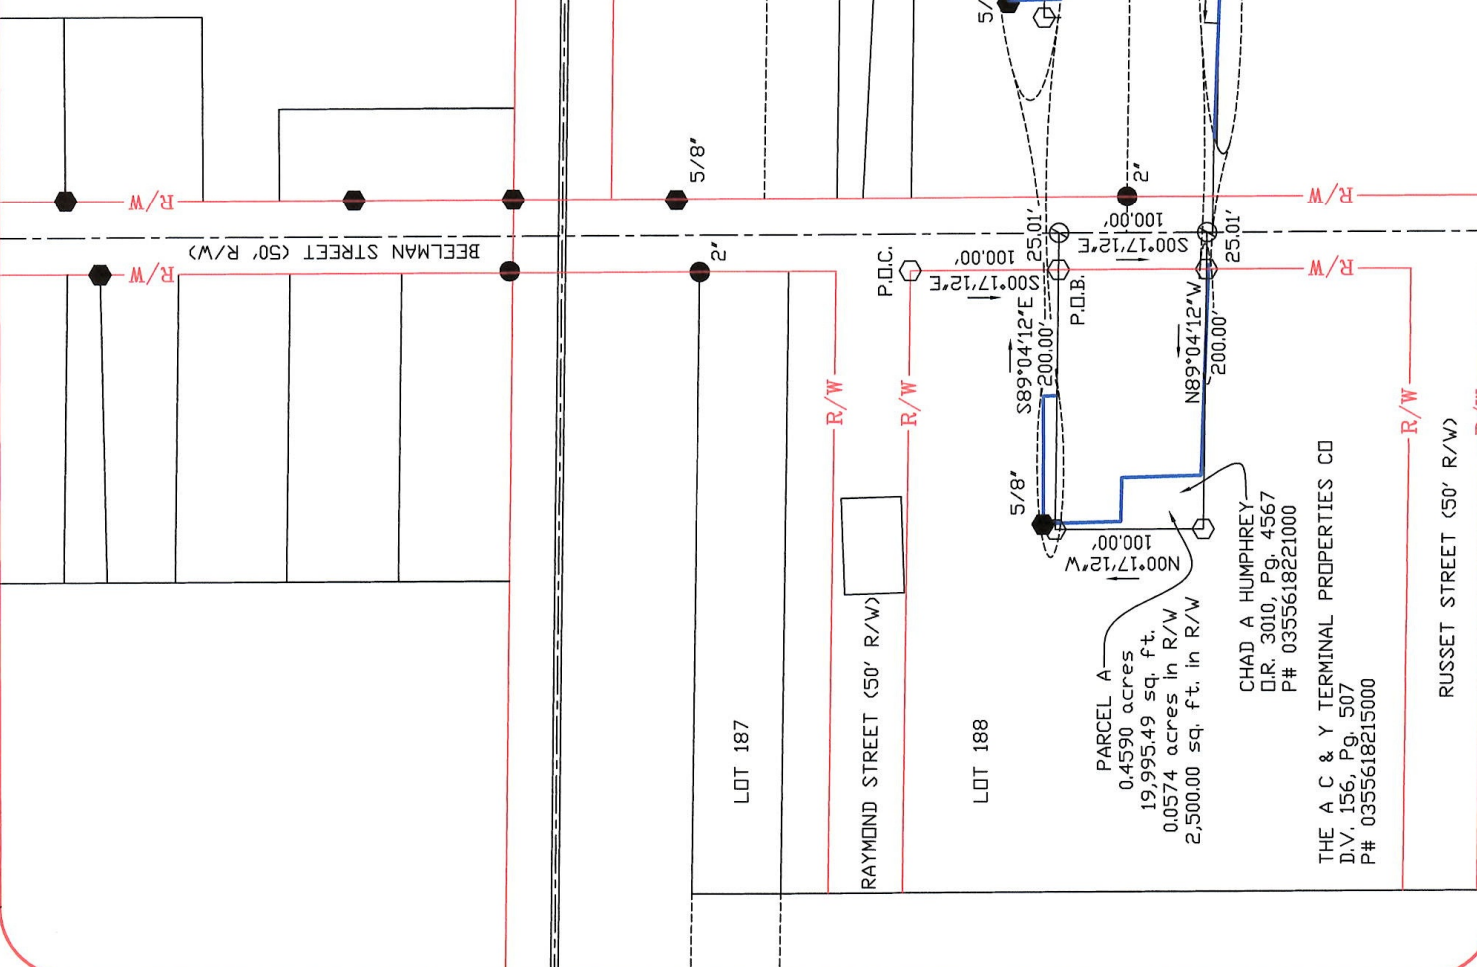 5/
R/W
5/8"
2"
R/W
BEELMAN STREET (50' R/W)
R/W
2"
P.O.C.
100.00'
S00°17'12"E
25.01'
P.O.B.
100.00'
S00°17'12"E
25.01'
R/W
S89°04'12"E
200.00'
N89°04'12"W
200.00'
R/W
R/W
R/W
5/8"
100.00'
N00°17'12"W
LOT 187
RAYMOND STREET (50' R/W)
LOT 188
PARCEL A
0.4590 acres
19,995.49 sq. ft.
0.0574 acres in R/W
2,500.00 sq. ft. in R/W
CHAD A HUMPHREY
O.R. 3010, Pg. 4567
P# 0355618221000
THE A C & Y TERMINAL PROPERTIES CO
D.V. 156, Pg. 507
P# 0355618215000
R/W
RUSSET STREET (50' R/W)